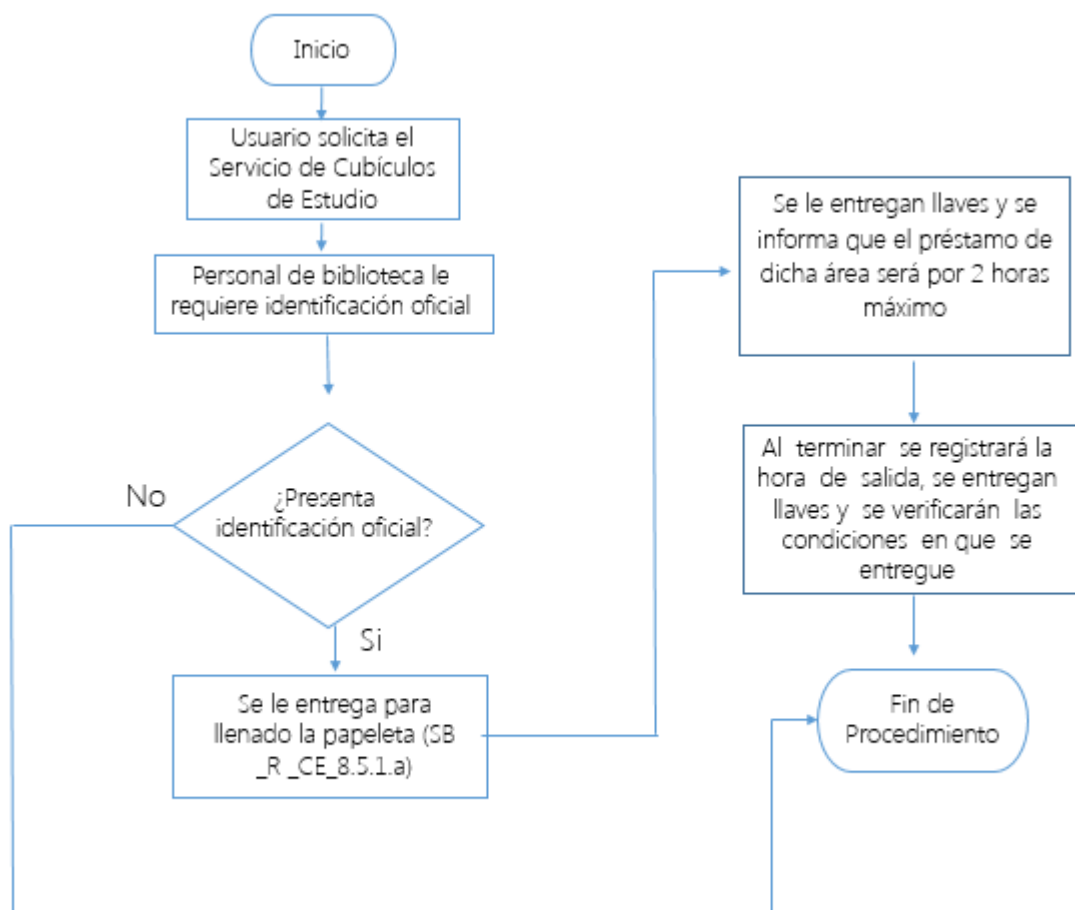 Inicio
Usuario solicita el
Servicio de Cubículos
de Estudio
Personal de biblioteca le
requiere identificación oficial
¿Presenta
identificación oficial?
No
Si
Se le entrega para
llenado la papeleta (SB
_R _CE_8.5.1.a)
Se le entregan llaves y se
informa que el préstamo de
dicha área será por 2 horas
máximo
Al terminar se registrará la
hora de salida, se entregan
llaves y se verificarán las
condiciones en que se
entregue
Fin de
Procedimiento